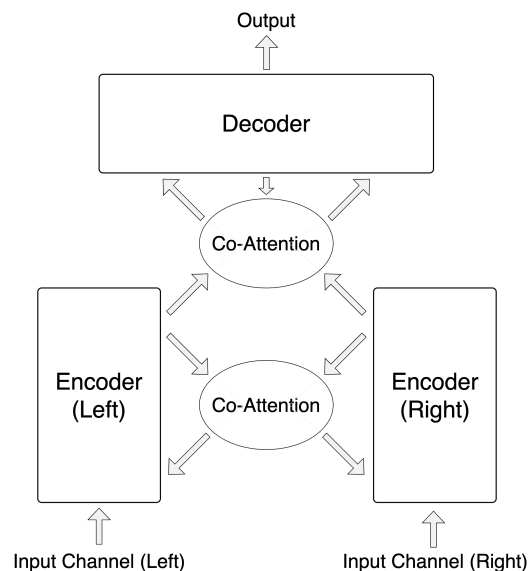 Output
Decoder
Co-Attention
Encoder
(Left)
Co-Attention
Encoder
(Right)
Input Channel (Left)
Input Channel (Right)